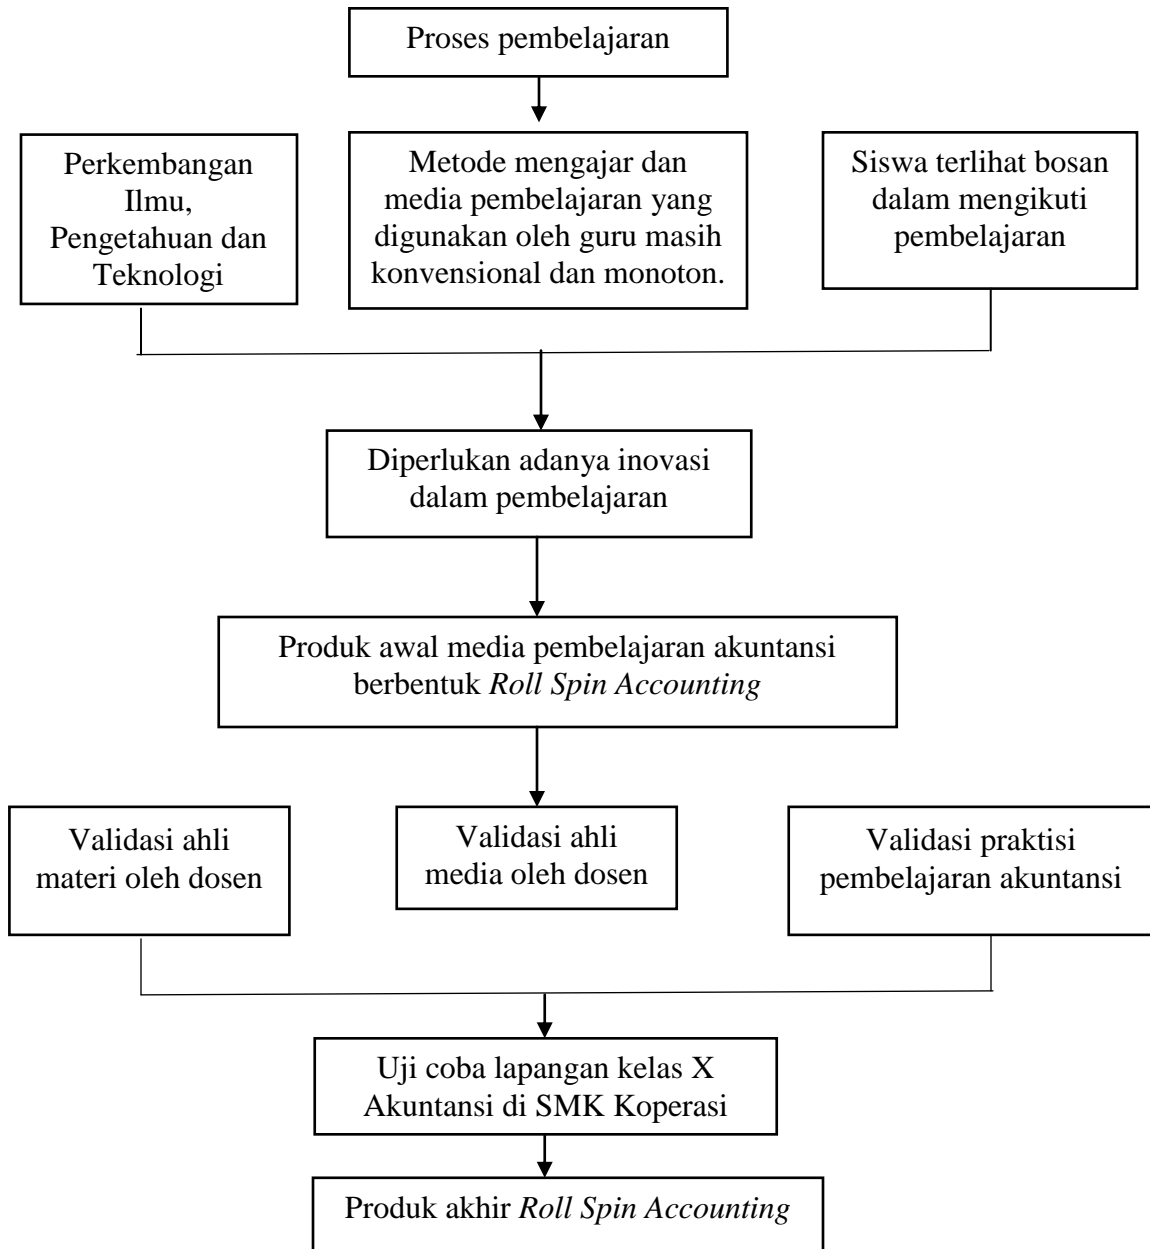 Proses pembelajaran
Perkembangan
Ilmu,
Pengetahuan dan
Teknologi
Metode mengajar dan
media pembelajaran yang
digunakan oleh guru masih
konvensional dan monoton.
Siswa terlihat bosan
dalam mengikuti
pembelajaran
Diperlukan adanya inovasi
dalam pembelajaran
Produk awal media pembelajaran akuntansi
berbentuk Roll Spin Accounting
Validasi ahli
materi oleh dosen
Validasi ahli
media oleh dosen
Validasi praktisi
pembelajaran akuntansi
Uji coba lapangan kelas X
Akuntansi di SMK Koperasi
Produk akhir Roll Spin Accounting